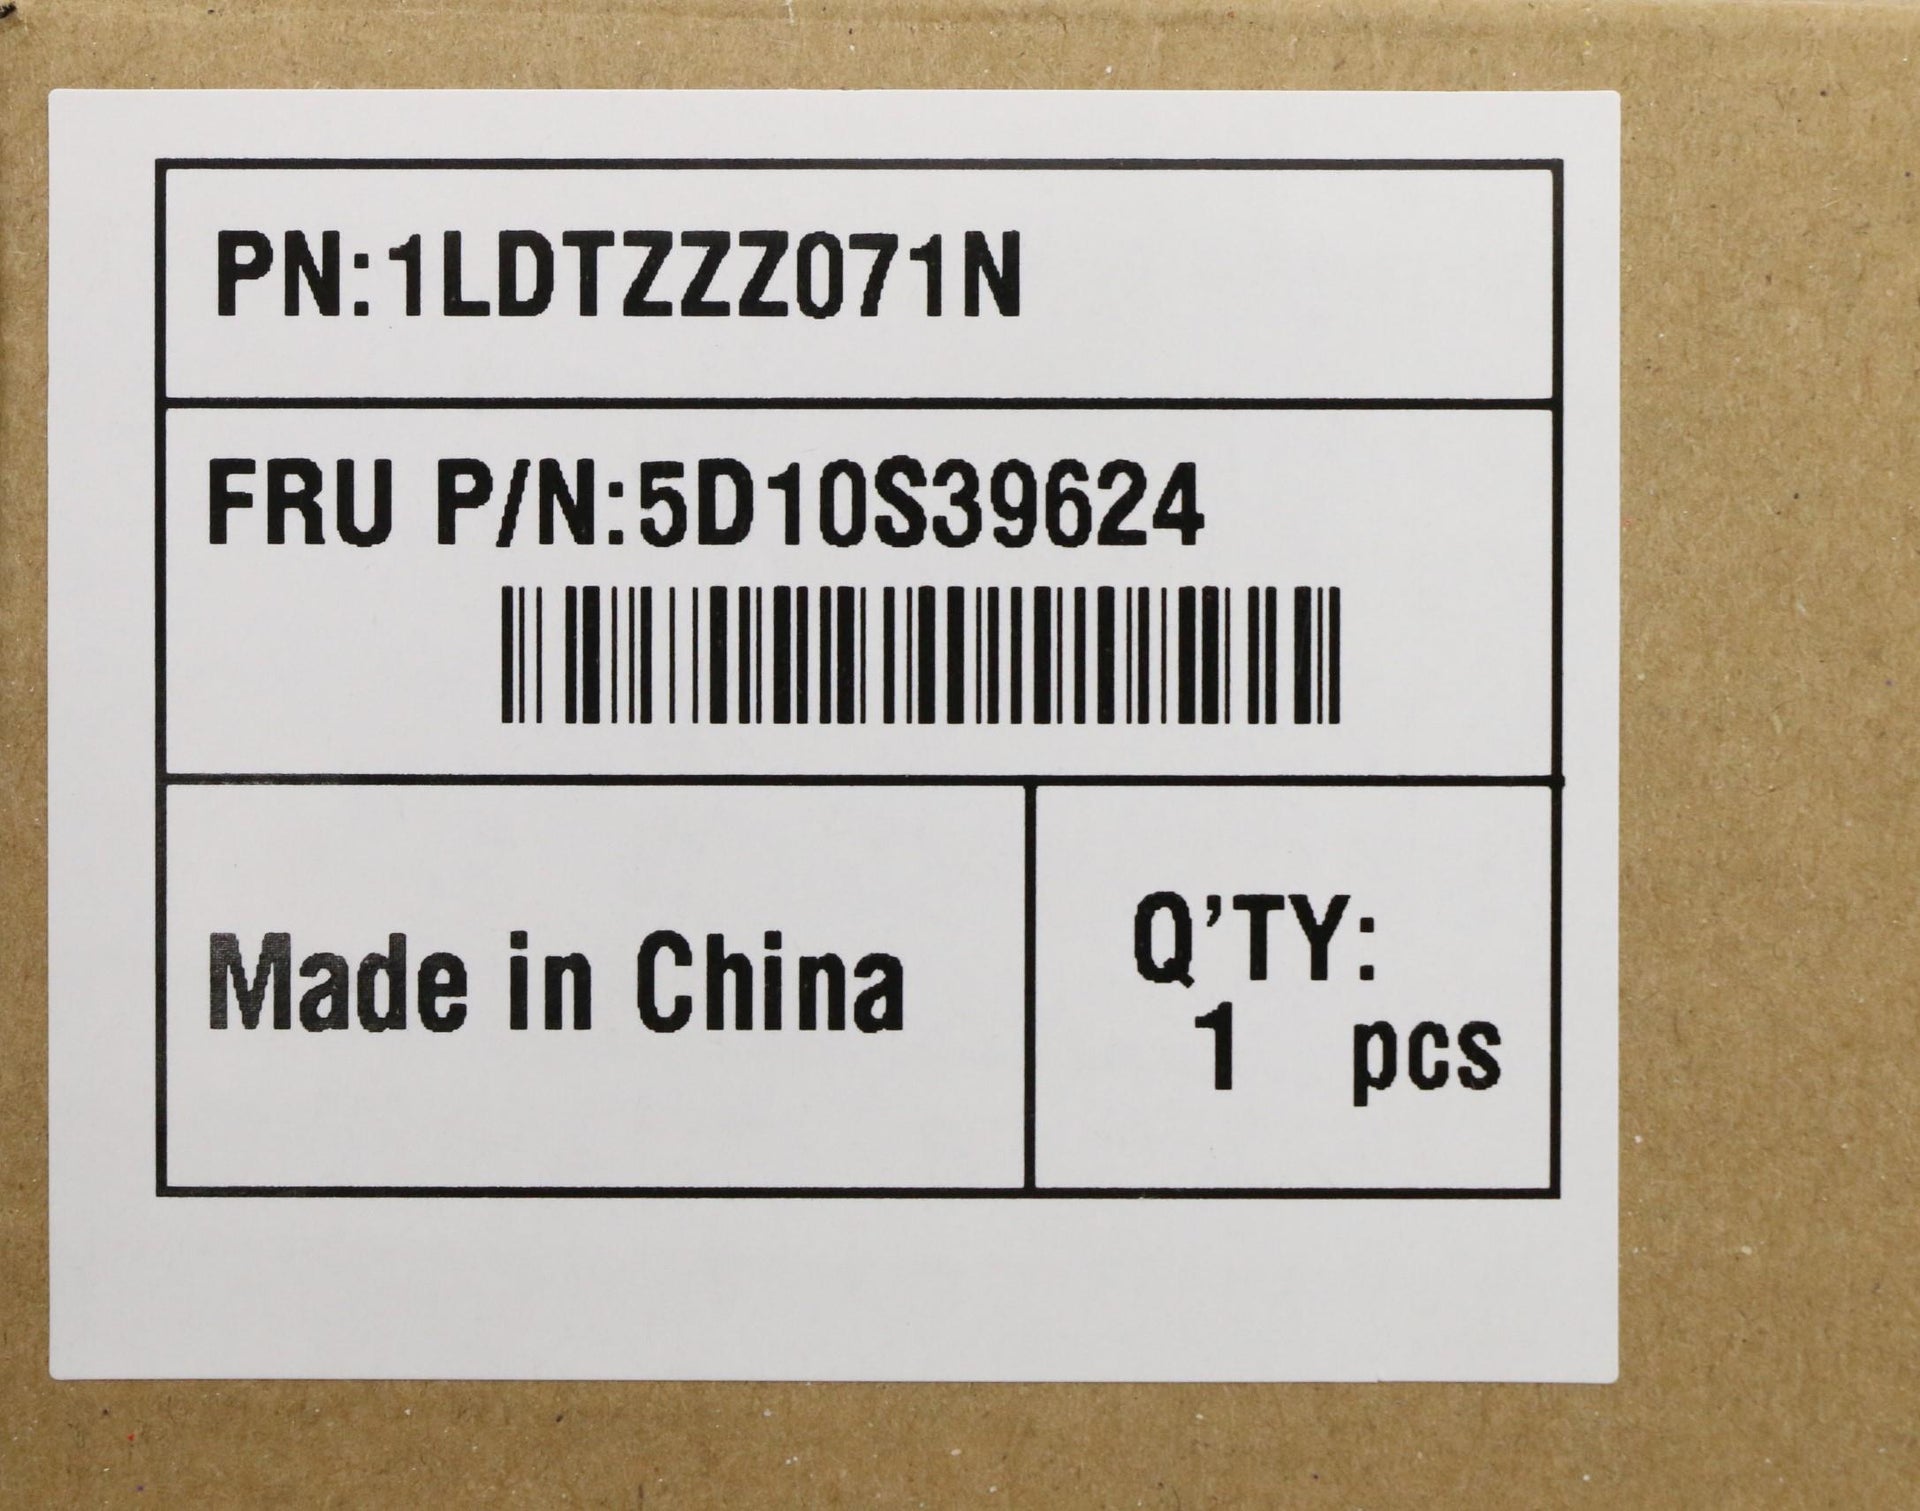 PN:1LDTZZZ071N
FRU P/N:5D10S39624
Made in China
Q'TY:
1 pcs